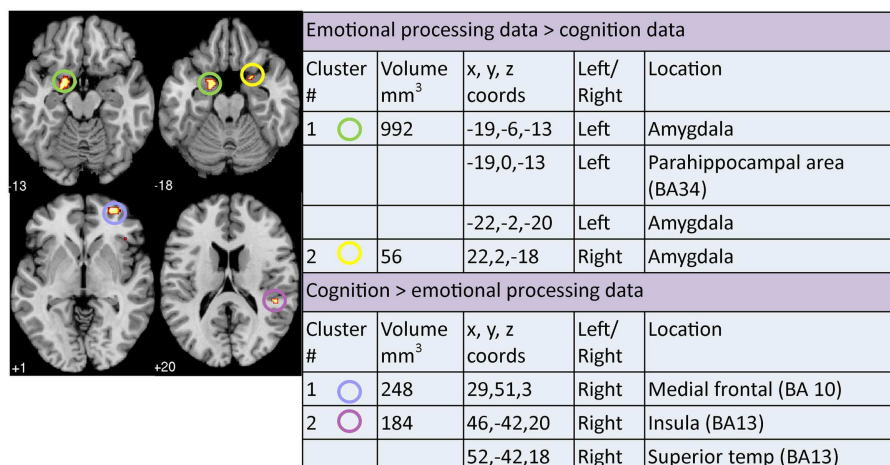 -13
-18
+1
+20
Emotional processing data > cognition data
Cluster # Volume mm³ x, y, z coords Left/ Right Location
1 992 -19,-6,-13 Left Amygdala
-19,0,-13 Left Parahippocampal area (BA34)
-22,-2,-20 Left Amygdala
2 56 22,2,-18 Right Amygdala
Cognition > emotional processing data
Cluster # Volume mm³ x, y, z coords Left/ Right Location
1 248 29,51,3 Right Medial frontal (BA 10)
2 184 46,-42,20 Right Insula (BA13)
52,-42,18 Right Superior temp (BA13)